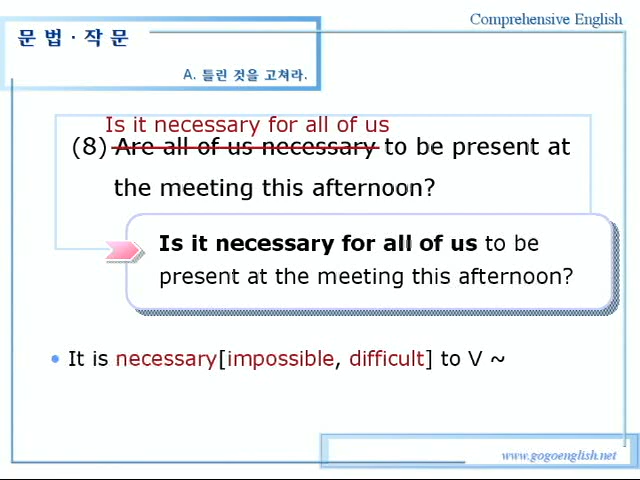 Comprehensive English
문 법 · 작 문
A. 틀린 것을 고쳐라.
Is it necessary for all of us
(8) Are all of us necessary to be present at
the meeting this afternoon?
Is it necessary for all of us to be
present at the meeting this afternoon?
• It is necessary[impossible, difficult] to V ~
www.gogoenglish.net